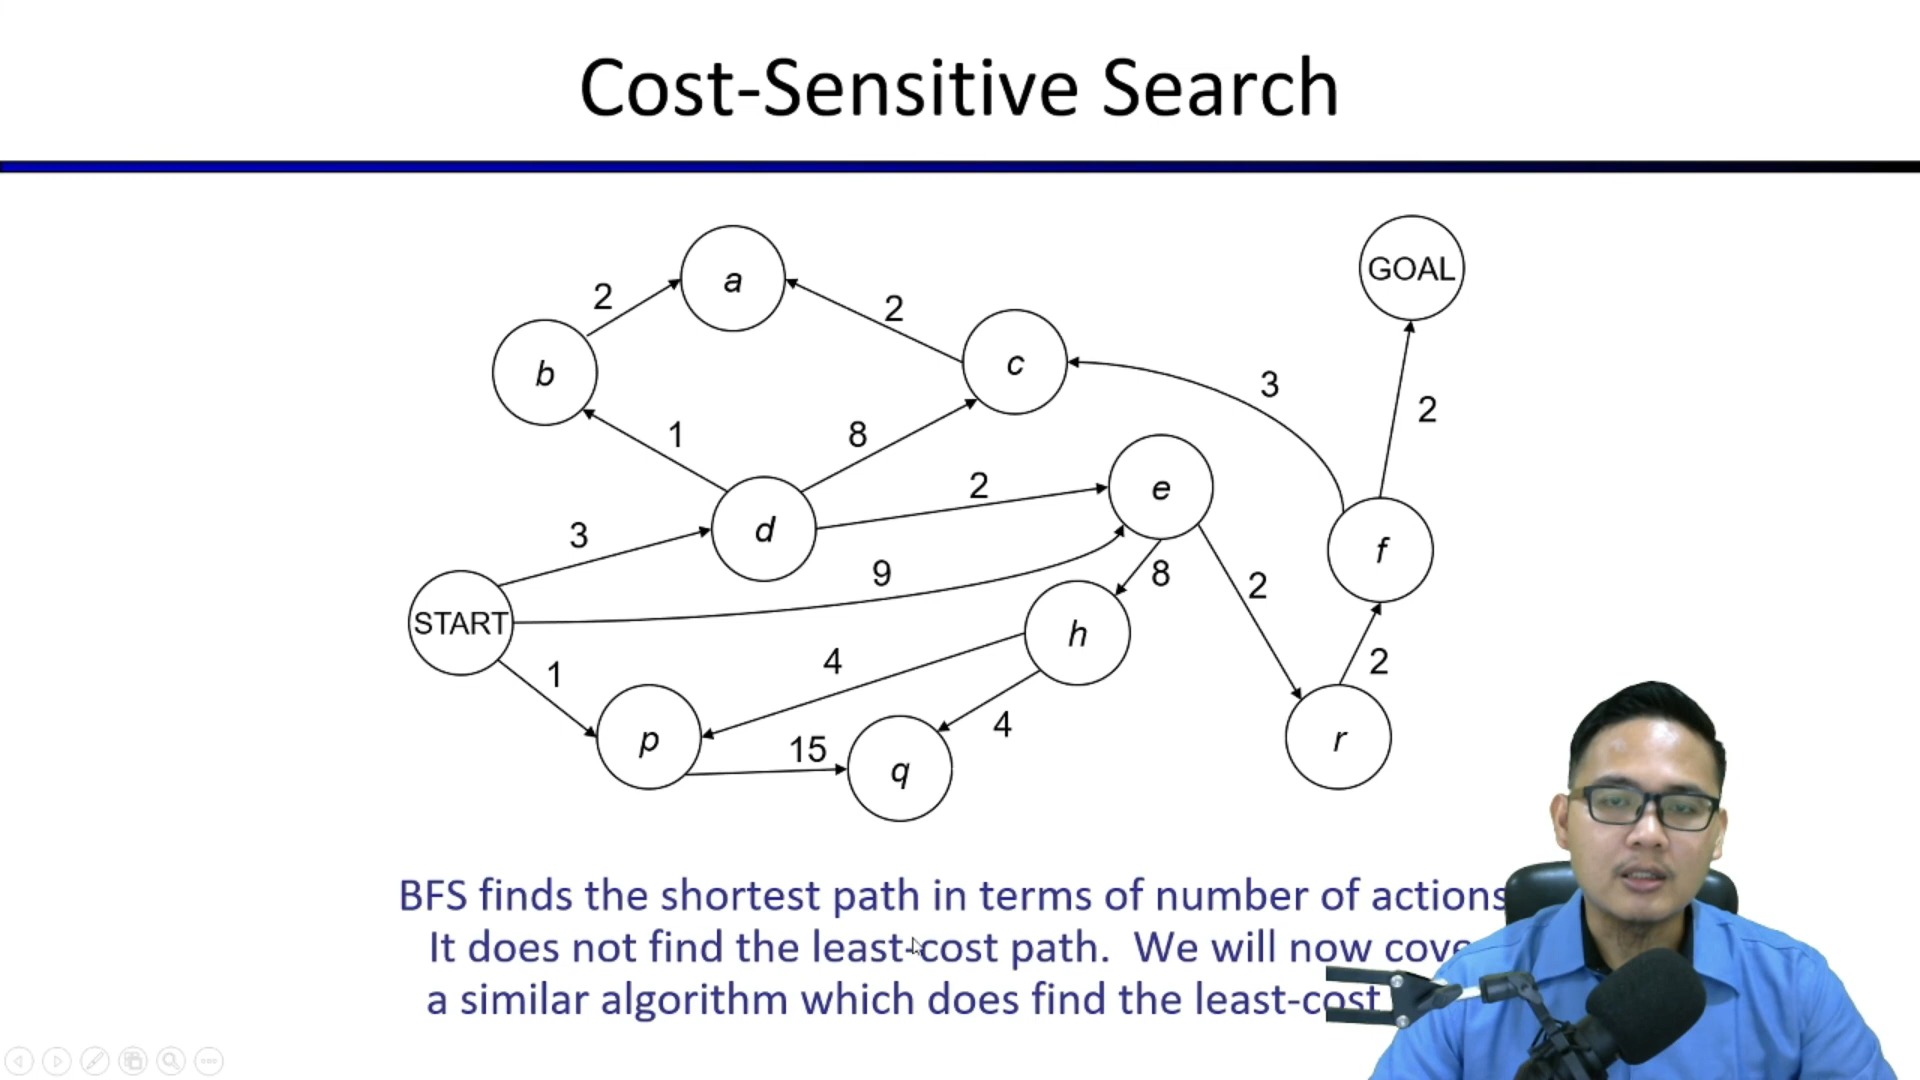 Cost-Sensitive Search
GOAL
a
2
2
b
c
3
2
1
8
e
2
d
f
3
9
8
2
START
h
1
4
2
4
p
15
q
r
BFS finds the shortest path in terms of number of actions
It does not find the least-cost path. We will now cove
a similar algorithm which does find the least-cost